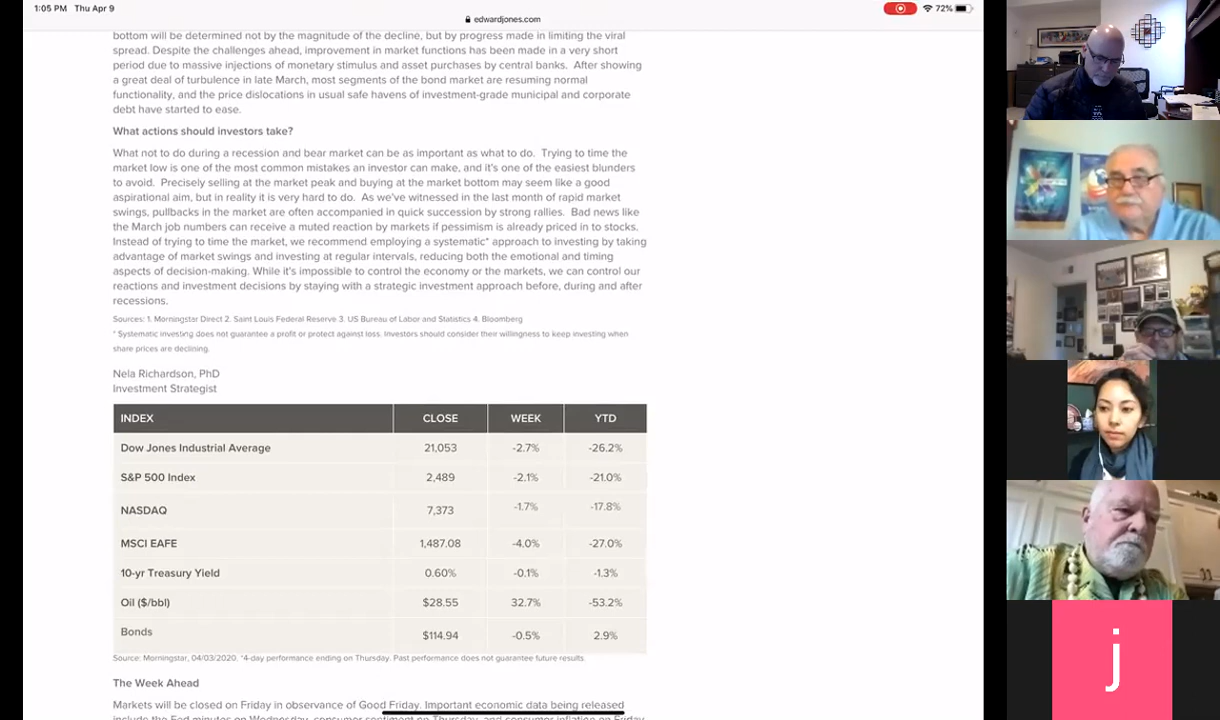 1:05 PM Thu Apr 9
72%
edwardjones.com
bottom will be determined not by the magnitude of the decline, but by progress made in limiting the viral
spread. Despite the challenges ahead, improvement in market functions has been made in a very short
period due to massive injections of monetary stimulus and asset purchases by central banks. After showing
a great deal of turbulence in late March, most segments of the bond market are resuming normal
functionality, and the price dislocations in usual safe havens of investment-grade municipal and corporate
debt have started to ease.
What actions should investors take?
What not to do during a recession and bear market can be as important as what to do. Trying to time the
market low is one of the most common mistakes an investor can make, and it's one of the easiest blunders
to avoid. Precisely selling at the market peak and buying at the market bottom may seem like a good
aspirational aim, but in reality it is very hard to do. As we've witnessed in the last month of rapid market
swings, pullbacks in the market are often accompanied in quick succession by strong rallies. Bad news like
the March job numbers can receive a muted reaction by markets if pessimism is already priced in to stocks.
Instead of trying to time the market, we recommend employing a systematic* approach to investing by taking
advantage of market swings and investing at regular intervals, reducing both the emotional and timing
aspects of decision-making. While it's impossible to control the economy or the markets, we can control our
reactions and investment decisions by staying with a strategic investment approach before, during and after
recessions.
Sources: 1. Morningstar Direct 2. Saint Louis Federal Reserve 3. US Bureau of Labor and Statistics 4. Bloomberg
* Systematic investing does not guarantee a profit or protect against loss. Investors should consider their willingness to keep investing when
share prices are declining.
Nela Richardson, PhD
Investment Strategist
INDEX CLOSE WEEK YTD
Dow Jones Industrial Average 21,053 -2.7% -26.2%
S&P 500 Index 2,489 -2.1% -21.0%
NASDAQ 7,373 -1.7% -17.8%
MSCI EAFE 1,487.08 -4.0% -27.0%
10-yr Treasury Yield 0.60% -0.1% -1.3%
Oil ($/bbl) $28.55 32.7% -53.2%
Bonds $114.94 -0.5% 2.9%
Source: Morningstar, 04/03/2020. *4-day performance ending on Thursday. Past performance does not guarantee future results.
The Week Ahead
Markets will be closed on Friday in observance of Good Friday. Important economic data being released
include the Fed minutes on Wednesday, consumer sentiment on Thursday, and consumer inflation on Friday
j